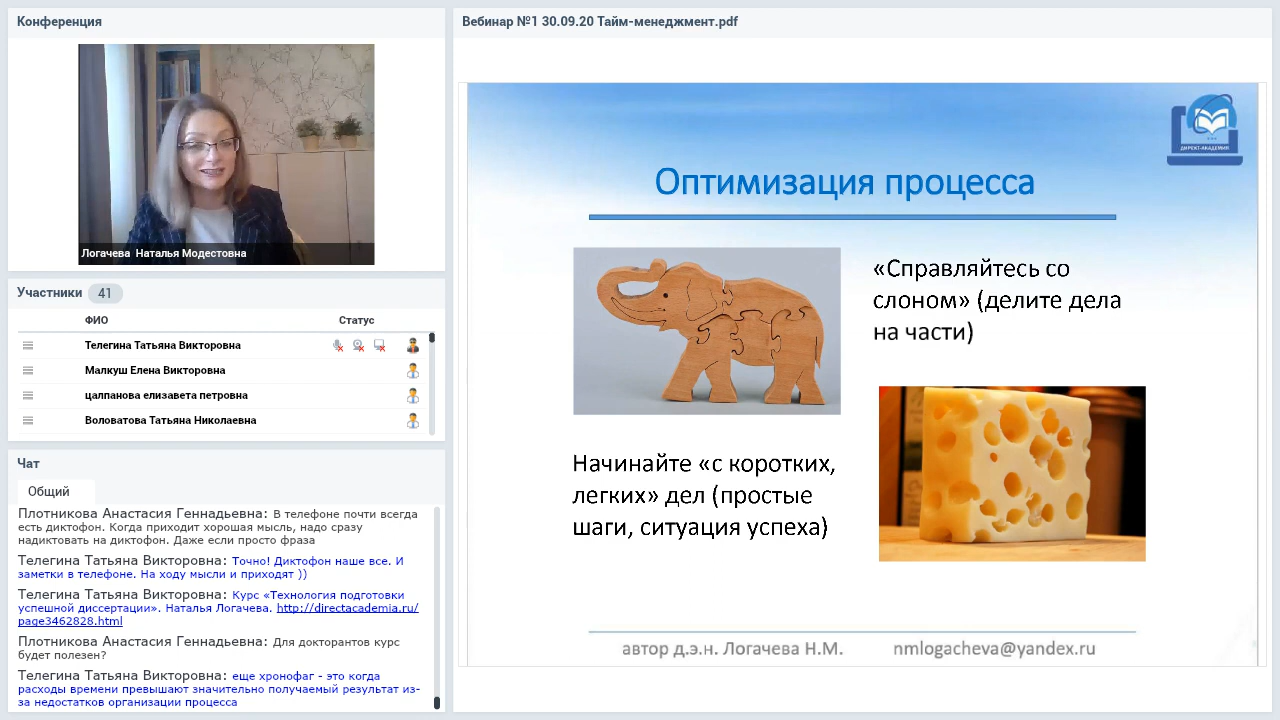 Конференция
Логачева Наталья Модестовна
Участники 41
ФИО Статус
Телегина Татьяна Викторовна
Малкуш Елена Викторовна
цалпанова елизавета петровна
Воловатова Татьяна Николаевна
Чат
Общий
Плотникова Анастасия Геннадьевна: В телефоне почти всегда
есть диктофон. Когда приходит хорошая мысль, надо сразу
надиктовать на диктофон. Даже если просто фраза
Телегина Татьяна Викторовна: Точно! Диктофон наше все. И
заметки в телефоне. На ходу мысли и приходят ))
Телегина Татьяна Викторовна: Курс «Технология подготовки
успешной диссертации». Наталья Логачева. http://directacademia.ru/
page3462828.html
Плотникова Анастасия Геннадьевна: Для докторантов курс
будет полезен?
Телегина Татьяна Викторовна: еще хронофаг - это когда
расходы времени превышают значительно получаемый результат из-
за недостатков организации процесса
Вебинар №1 30.09.20 Тайм-менеджмент.pdf
ДИРЕКТ-АКАДЕМИЯ
Оптимизация процесса
«Справляйтесь со
слоном» (делите дела
на части)
Начинайте «с коротких,
легких» дел (простые
шаги, ситуация успеха)
автор д.э.н. Логачева Н.М. nmlogacheva@yandex.ru